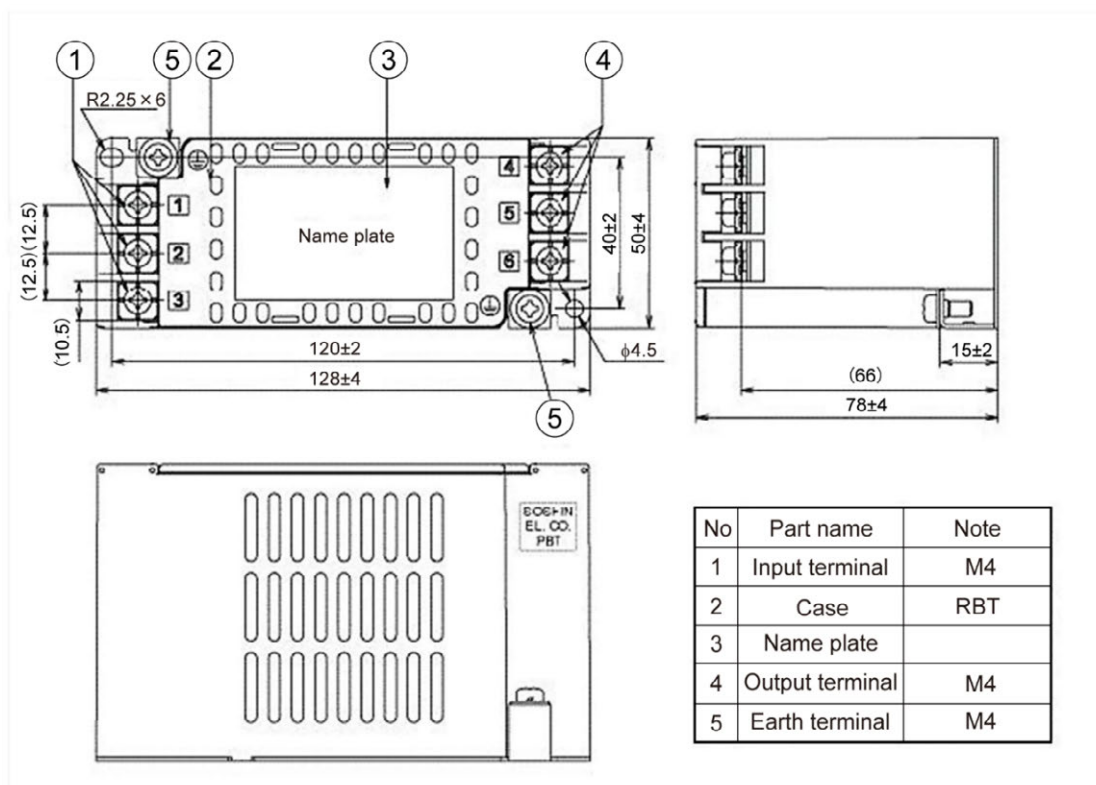 ① ⑤ ② ③ ④
R2.25×6
4
1
5
2
6
3
Name plate
(12.5)(12.5)
(10.5)
40±2
50±4
120±2
φ4.5
128±4
⑤
15±2
(66)
78±4
EL. CO.
PBT
No Part name Note
1 Input terminal M4
2 Case RBT
3 Name plate
4 Output terminal M4
5 Earth terminal M4